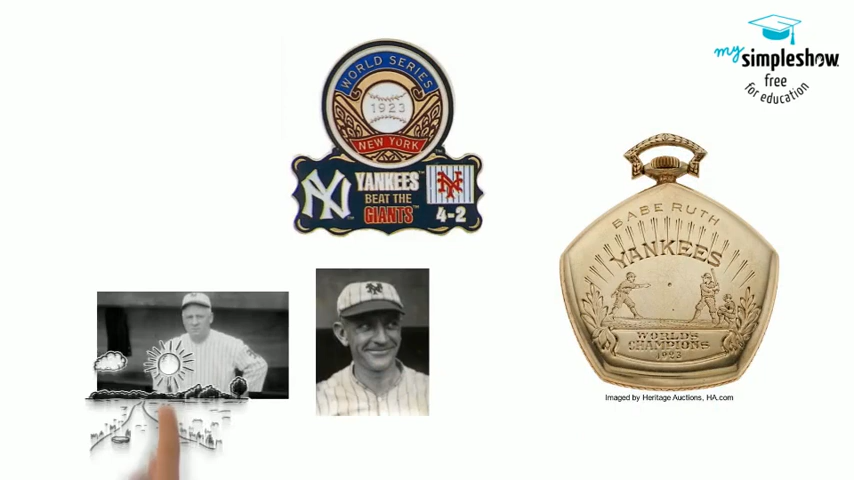 my
simpleshow
free
for education
WORLD SERIES
1923
NEW YORK
NY
YANKEES
BEAT THE
GIANTS
NY
4-2
BABE RUTH
YANKEES
WORLD'S
CHAMPIONS
1923
Imaged by Heritage Auctions, HA.com
NY